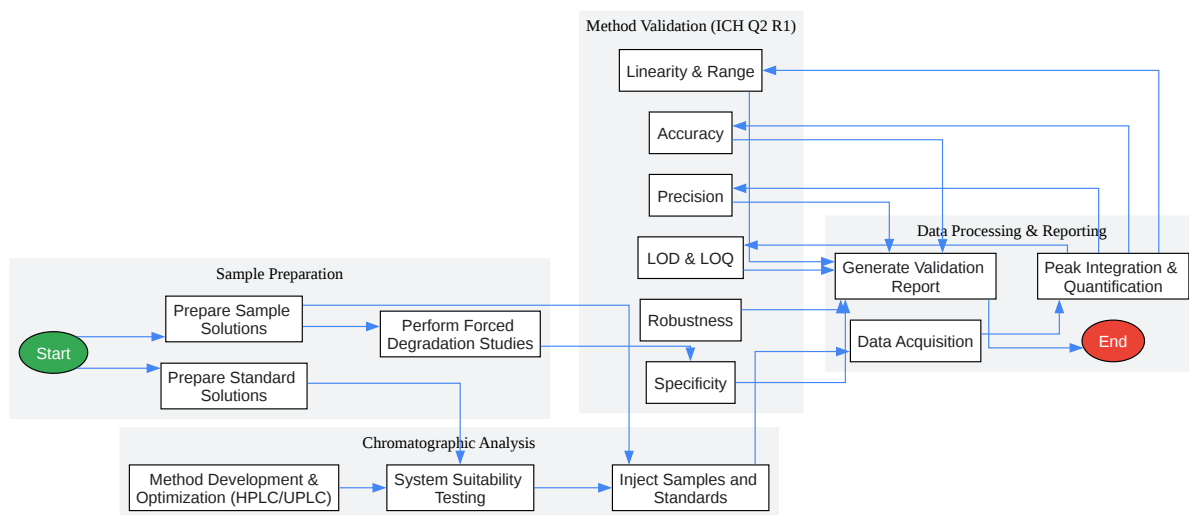 Method Validation (ICH Q2 R1)
Linearity & Range
Accuracy
Precision
LOD & LOQ
Robustness
Specificity
Data Processing & Reporting
Generate Validation
Report
Peak Integration &
Quantification
Data Acquisition
End
Sample Preparation
Start
Prepare Sample
Solutions
Perform Forced
Degradation Studies
Prepare Standard
Solutions
Chromatographic Analysis
Method Development &
Optimization (HPLC/UPLC)
System Suitability
Testing
Inject Samples and
Standards